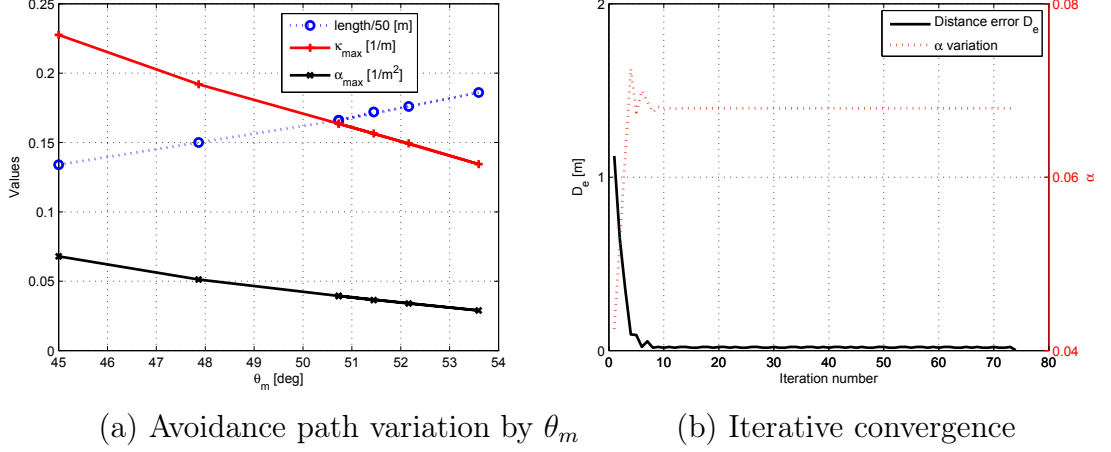 length/50 [m]
κmax [1/m]
αmax [1/m²]
0.25
0.2
0.15
0.1
0.05
0
Values
45 46 47 48 49 50 51 52 53 54
θm [deg]
(a) Avoidance path variation by θm
Distance error De
α variation
2
1
0
De [m]
0.08
0.06
0.04
α
0 10 20 30 40 50 60 70 80
Iteration number
(b) Iterative convergence